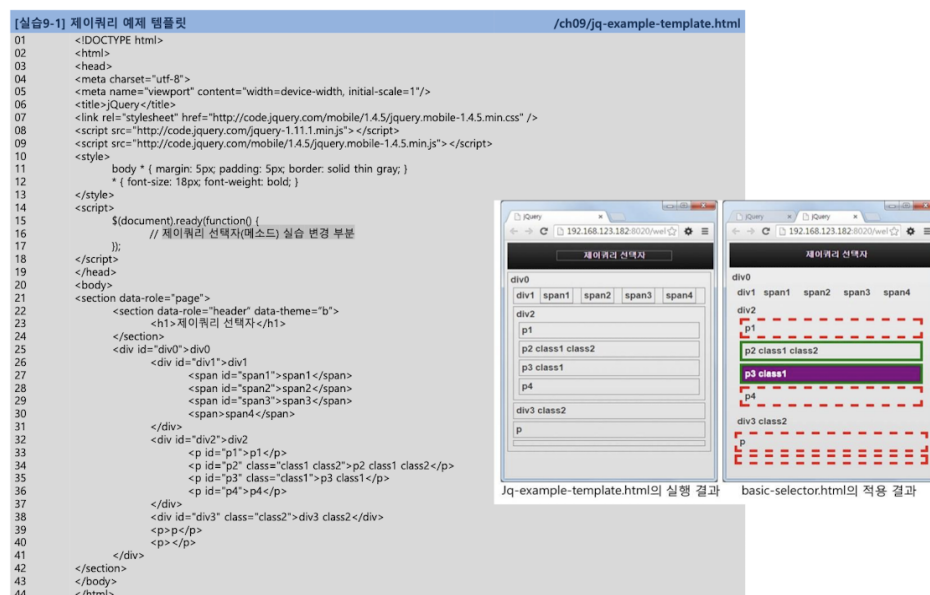 [실습9-1] 제이쿼리 예제 템플릿 /ch09/jq-example-template.html
01 <!DOCTYPE html>
02 <html>
03 <head>
04 <meta charset="utf-8">
05 <meta name="viewport" content="width=device-width, initial-scale=1"/>
06 <title>jQuery</title>
07 <link rel="stylesheet" href="http://code.jquery.com/mobile/1.4.5/jquery.mobile-1.4.5.min.css" />
08 <script src="http://code.jquery.com/jquery-1.11.1.min.js"></script>
09 <script src="http://code.jquery.com/mobile/1.4.5/jquery.mobile-1.4.5.min.js"></script>
10 <style>
11 body * { margin: 5px; padding: 5px; border: solid thin gray; }
12 * { font-size: 18px; font-weight: bold; }
13 </style>
14 <script>
15 $(document).ready(function() {
16 // 제이쿼리 선택자(메소드) 실습 변경 부분
17 });
18 </script>
19 </head>
20 <body>
21 <section data-role="page">
22 <section data-role="header" data-theme="b">
23 <h1>제이쿼리 선택자</h1>
24 </section>
25 <div id="div0">div0
26 <div id="div1">div1
27 <span id="span1">span1</span>
28 <span id="span2">span2</span>
29 <span id="span3">span3</span>
30 <span>span4</span>
31 </div>
32 <div id="div2">div2
33 <p id="p1">p1</p>
34 <p id="p2" class="class1 class2">p2 class1 class2</p>
35 <p id="p3" class="class1">p3 class1</p>
36 <p id="p4">p4</p>
37 </div>
38 <div id="div3" class="class2">div3 class2</div>
39 <p>p</p>
40 <p></p>
41 </div>
42 </section>
43 </body>
44 </html>
jQuery
192.168.123.182:8020/wel
제이쿼리 선택자
div0
div1 span1 span2 span3 span4
div2
p1
p2 class1 class2
p3 class1
p4
div3 class2
p
Jq-example-template.html의 실행 결과
jQuery jQuery
192.168.123.182:8020/wel
제이쿼리 선택자
div0
div1 span1 span2 span3 span4
div2
p1
p2 class1 class2
p3 class1
p4
div3 class2
p
basic-selector.html의 적용 결과